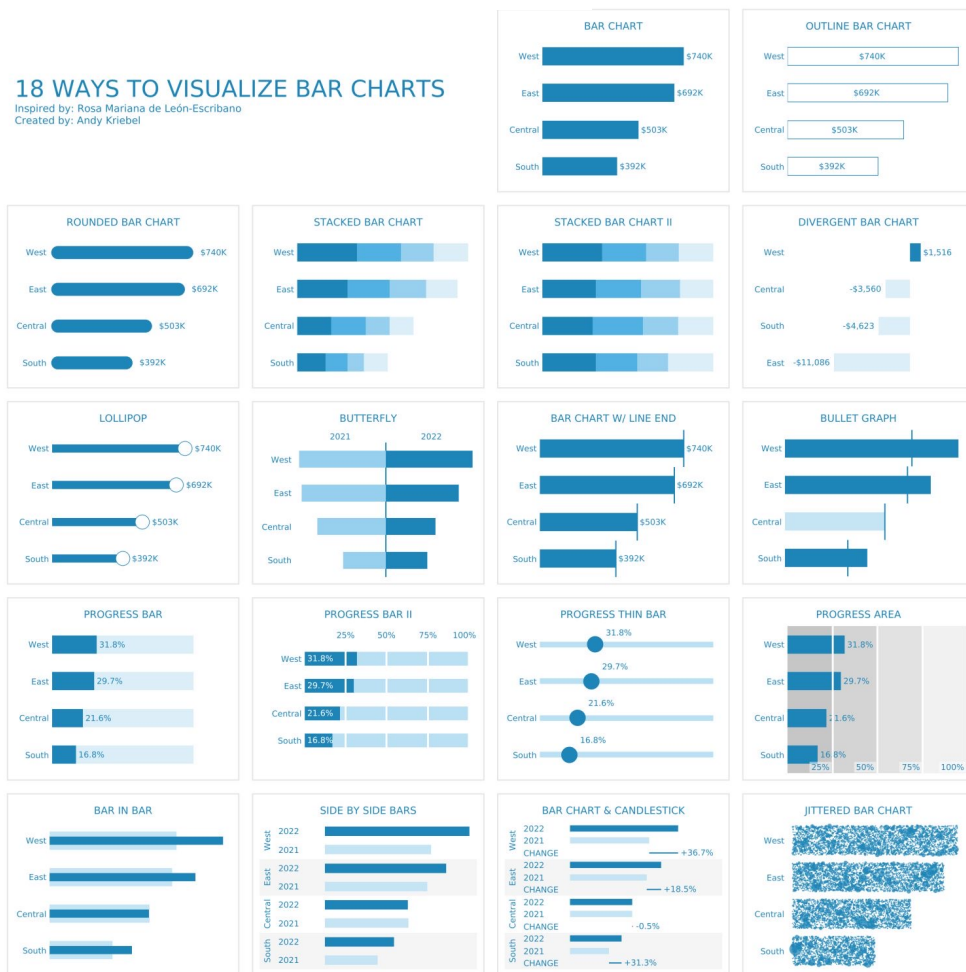 18 WAYS TO VISUALIZE BAR CHARTS
Inspired by: Rosa Mariana de León-Escribano
Created by: Andy Kriebel
BAR CHART
West $740K
East $692K
Central $503K
South $392K
OUTLINE BAR CHART
West $740K
East $692K
Central $503K
South $392K
ROUNDED BAR CHART
West $740K
East $692K
Central $503K
South $392K
STACKED BAR CHART
West
East
Central
South
STACKED BAR CHART II
West
East
Central
South
DIVERGENT BAR CHART
West $1,516
Central -$3,560
South -$4,623
East -$11,086
LOLLIPOP
West $740K
East $692K
Central $503K
South $392K
BUTTERFLY
2021 2022
West
East
Central
South
BAR CHART W/ LINE END
West $740K
East $692K
Central $503K
South $392K
BULLET GRAPH
West
East
Central
South
PROGRESS BAR
West 31.8%
East 29.7%
Central 21.6%
South 16.8%
PROGRESS BAR II
25% 50% 75% 100%
West 31.8%
East 29.7%
Central 21.6%
South 16.8%
PROGRESS THIN BAR
31.8%
West
29.7%
East
21.6%
Central
16.8%
South
PROGRESS AREA
West 31.8%
East 29.7%
Central 21.6%
South 16.8%
25% 50% 75% 100%
BAR IN BAR
West
East
Central
South
SIDE BY SIDE BARS
West
2022
2021
East
2022
2021
Central
2022
2021
South
2022
2021
BAR CHART & CANDLESTICK
West
2022
2021
CHANGE +36.7%
East
2022
2021
CHANGE +18.5%
Central
2022
2021
CHANGE -0.5%
South
2022
2021
CHANGE +31.3%
JITTERED BAR CHART
West
East
Central
South